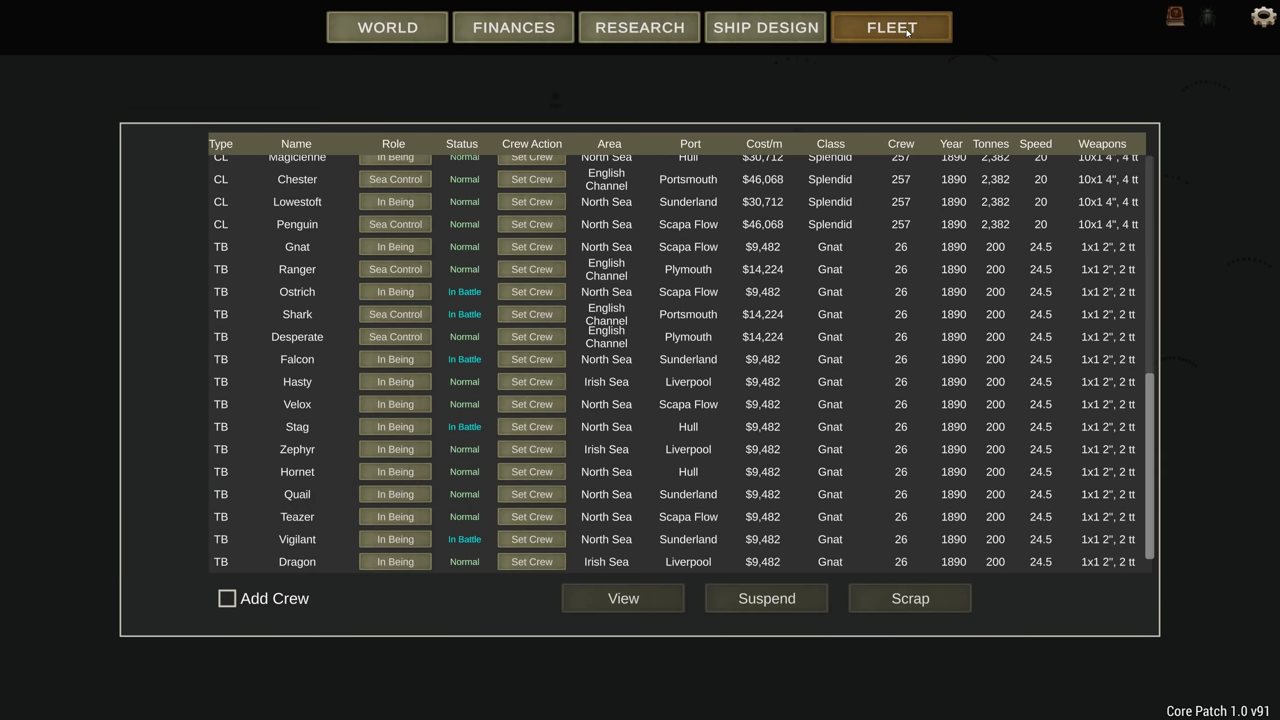 WORLD FINANCES RESEARCH SHIP DESIGN FLEET
Type Name Role Status Crew Action Area Port Cost/m Class Crew Year Tonnes Speed Weapons
CL Magicienne In Being Normal Set Crew North Sea Hull $30,712 Splendid 257 1890 2,382 20 10x1 4", 4 tt
CL Chester Sea Control Normal Set Crew English Channel Portsmouth $46,068 Splendid 257 1890 2,382 20 10x1 4", 4 tt
CL Lowestoft In Being Normal Set Crew North Sea Sunderland $30,712 Splendid 257 1890 2,382 20 10x1 4", 4 tt
CL Penguin Sea Control Normal Set Crew North Sea Scapa Flow $46,068 Splendid 257 1890 2,382 20 10x1 4", 4 tt
TB Gnat In Being Normal Set Crew North Sea Scapa Flow $9,482 Gnat 26 1890 200 24.5 1x1 2", 2 tt
TB Ranger Sea Control Normal Set Crew English Channel Plymouth $14,224 Gnat 26 1890 200 24.5 1x1 2", 2 tt
TB Ostrich In Being In Battle Set Crew North Sea Scapa Flow $9,482 Gnat 26 1890 200 24.5 1x1 2", 2 tt
TB Shark Sea Control In Battle Set Crew English Channel Portsmouth $14,224 Gnat 26 1890 200 24.5 1x1 2", 2 tt
TB Desperate Sea Control Normal Set Crew English Channel Plymouth $14,224 Gnat 26 1890 200 24.5 1x1 2", 2 tt
TB Falcon In Being In Battle Set Crew North Sea Sunderland $9,482 Gnat 26 1890 200 24.5 1x1 2", 2 tt
TB Hasty In Being Normal Set Crew Irish Sea Liverpool $9,482 Gnat 26 1890 200 24.5 1x1 2", 2 tt
TB Velox In Being Normal Set Crew North Sea Scapa Flow $9,482 Gnat 26 1890 200 24.5 1x1 2", 2 tt
TB Stag In Being In Battle Set Crew North Sea Hull $9,482 Gnat 26 1890 200 24.5 1x1 2", 2 tt
TB Zephyr In Being Normal Set Crew Irish Sea Liverpool $9,482 Gnat 26 1890 200 24.5 1x1 2", 2 tt
TB Hornet In Being Normal Set Crew North Sea Hull $9,482 Gnat 26 1890 200 24.5 1x1 2", 2 tt
TB Quail In Being Normal Set Crew North Sea Sunderland $9,482 Gnat 26 1890 200 24.5 1x1 2", 2 tt
TB Teazer In Being Normal Set Crew North Sea Scapa Flow $9,482 Gnat 26 1890 200 24.5 1x1 2", 2 tt
TB Vigilant In Being In Battle Set Crew North Sea Sunderland $9,482 Gnat 26 1890 200 24.5 1x1 2", 2 tt
TB Dragon In Being Normal Set Crew Irish Sea Liverpool $9,482 Gnat 26 1890 200 24.5 1x1 2", 2 tt
Add Crew View Suspend Scrap
Core Patch 1.0 v91